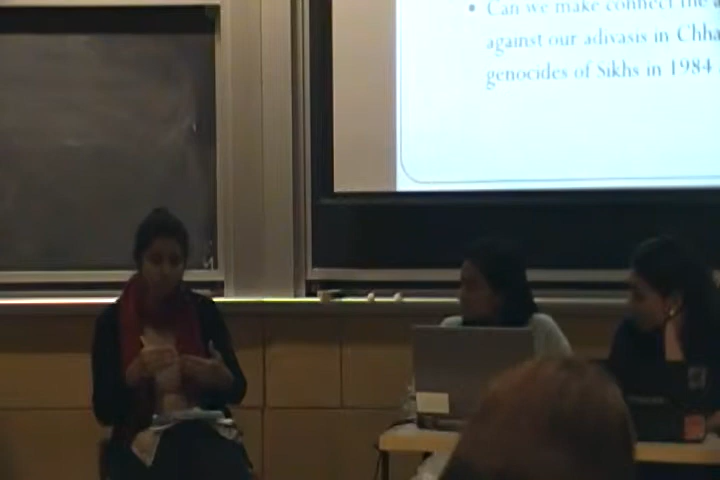 • Can we make connect the a
against our adivasis in Chha
genocides of Sikhs in 1984